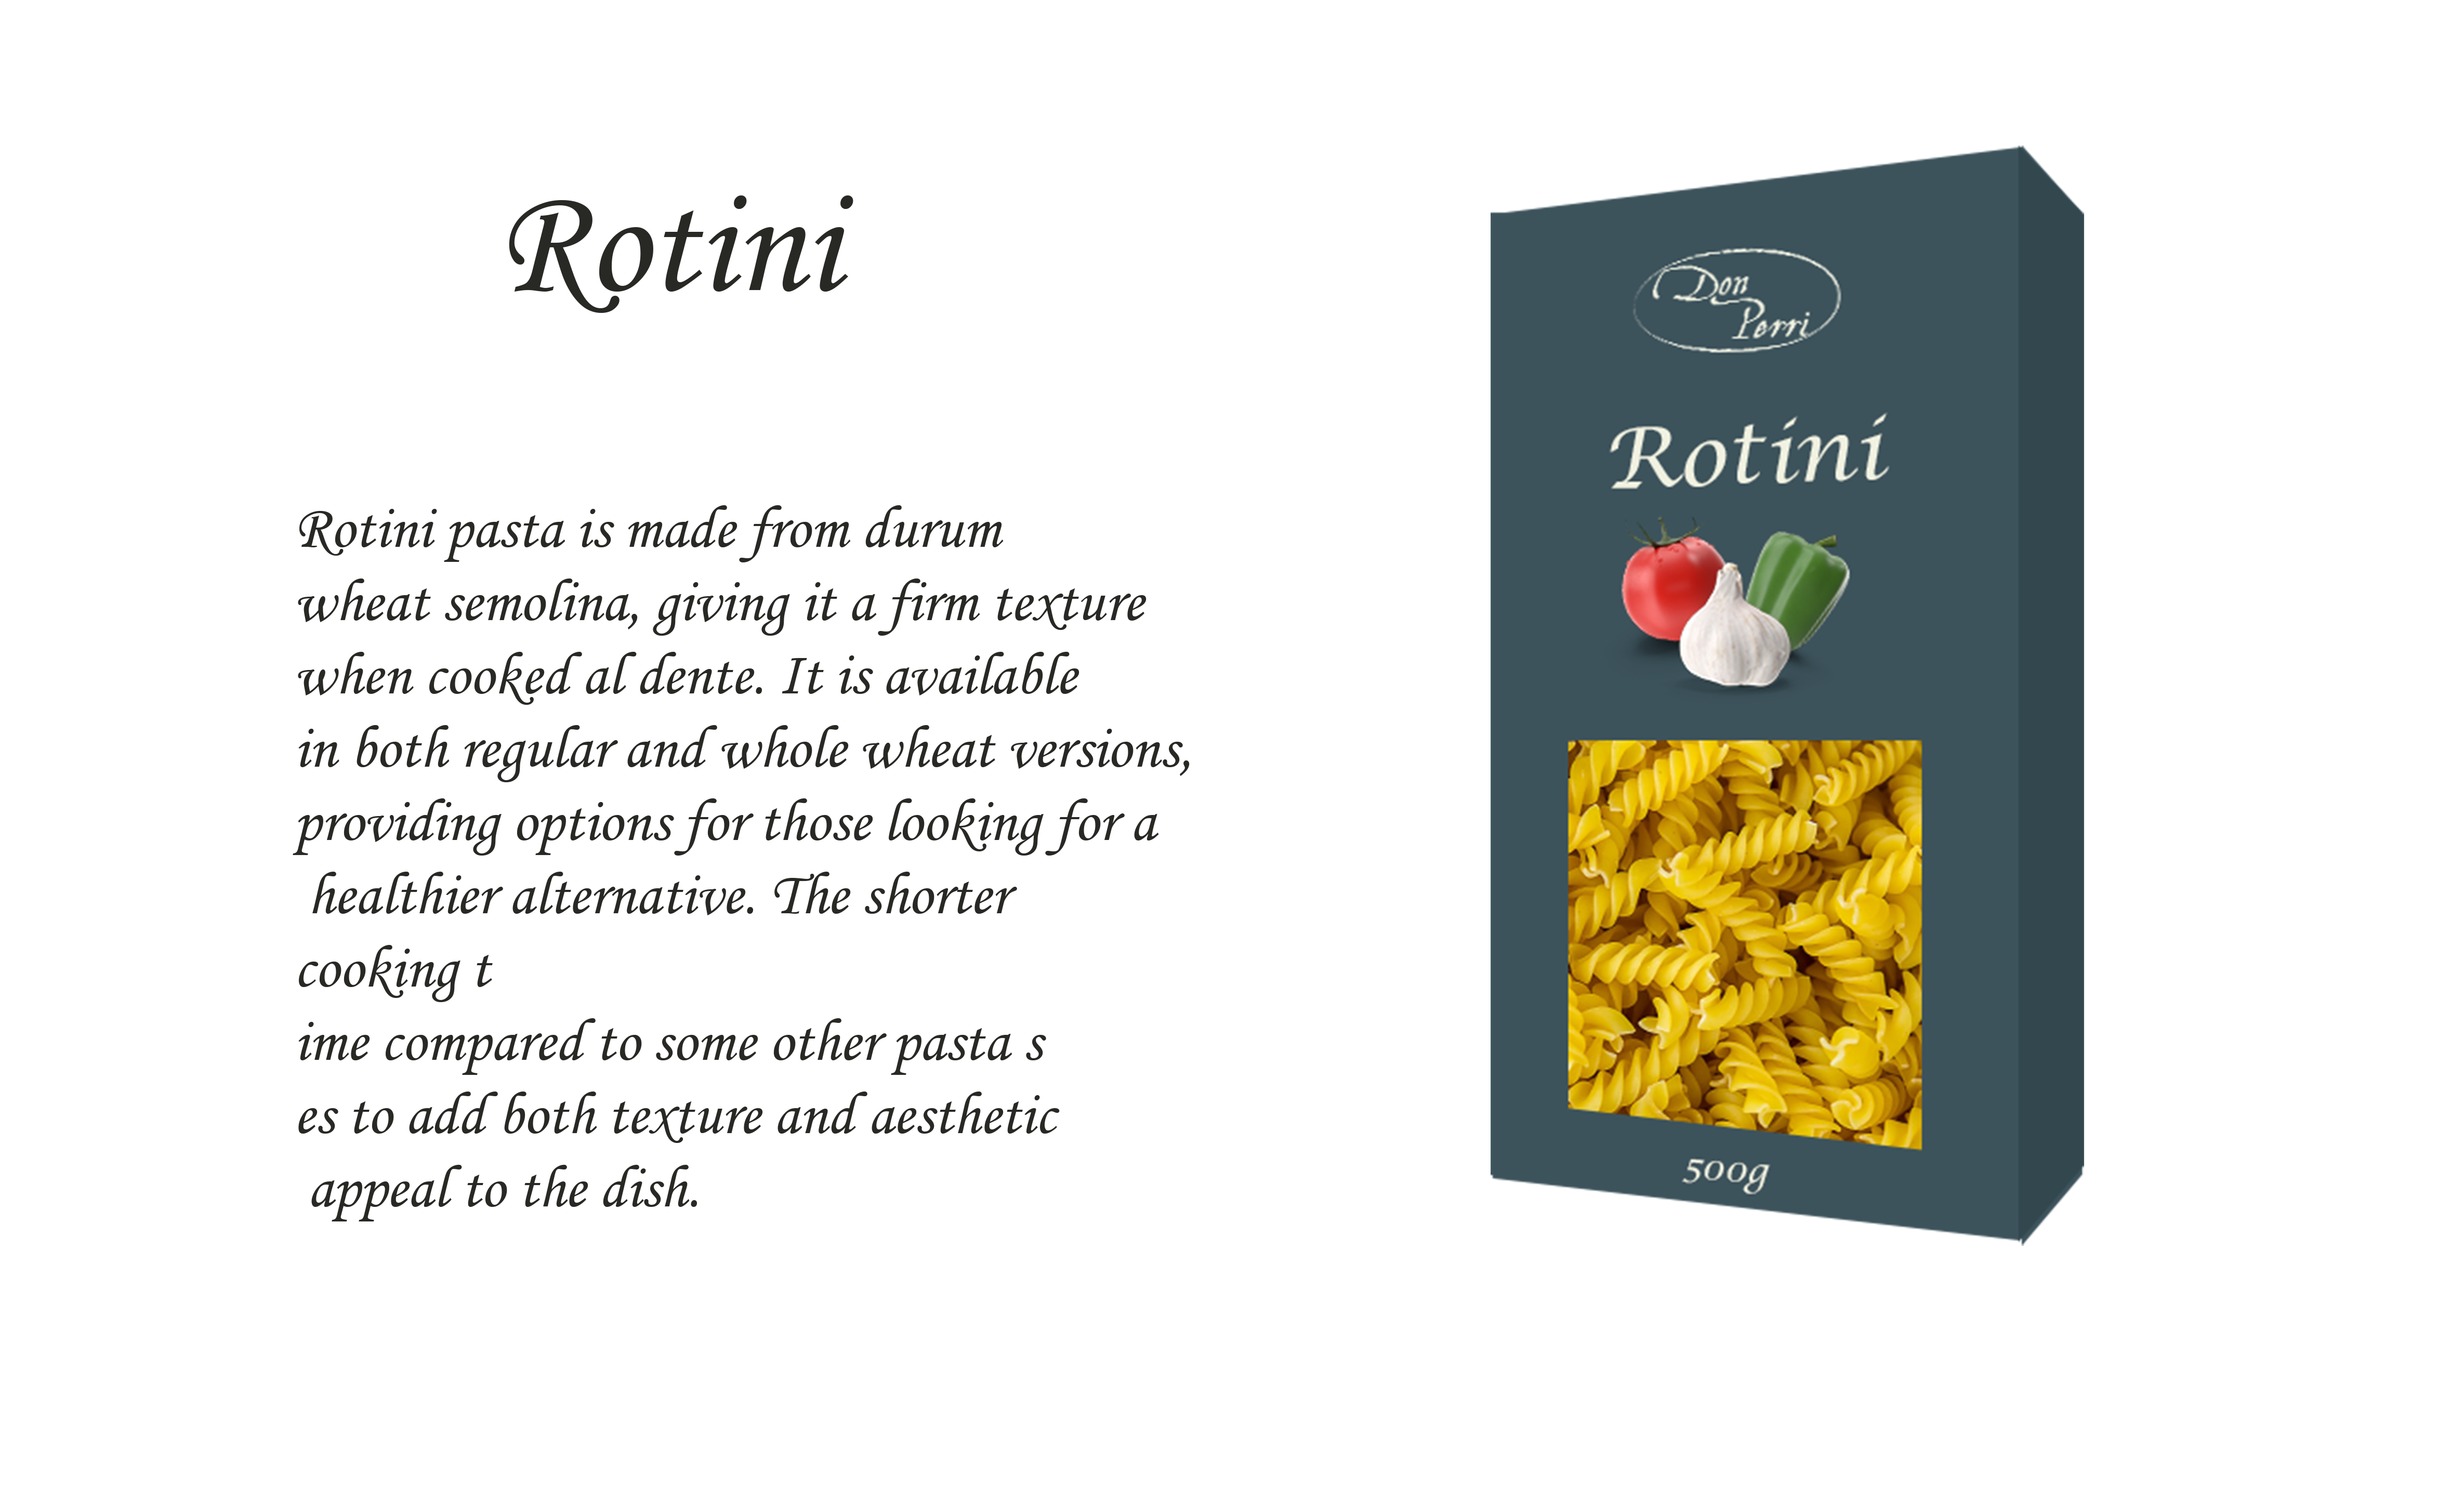 Rotini
Rotini pasta is made from durum
wheat semolina, giving it a firm texture
when cooked al dente. It is available
in both regular and whole wheat versions,
providing options for those looking for a
healthier alternative. The shorter
cooking t
ime compared to some other pasta s
es to add both texture and aesthetic
appeal to the dish.
Don
Perri
Rotini
500g